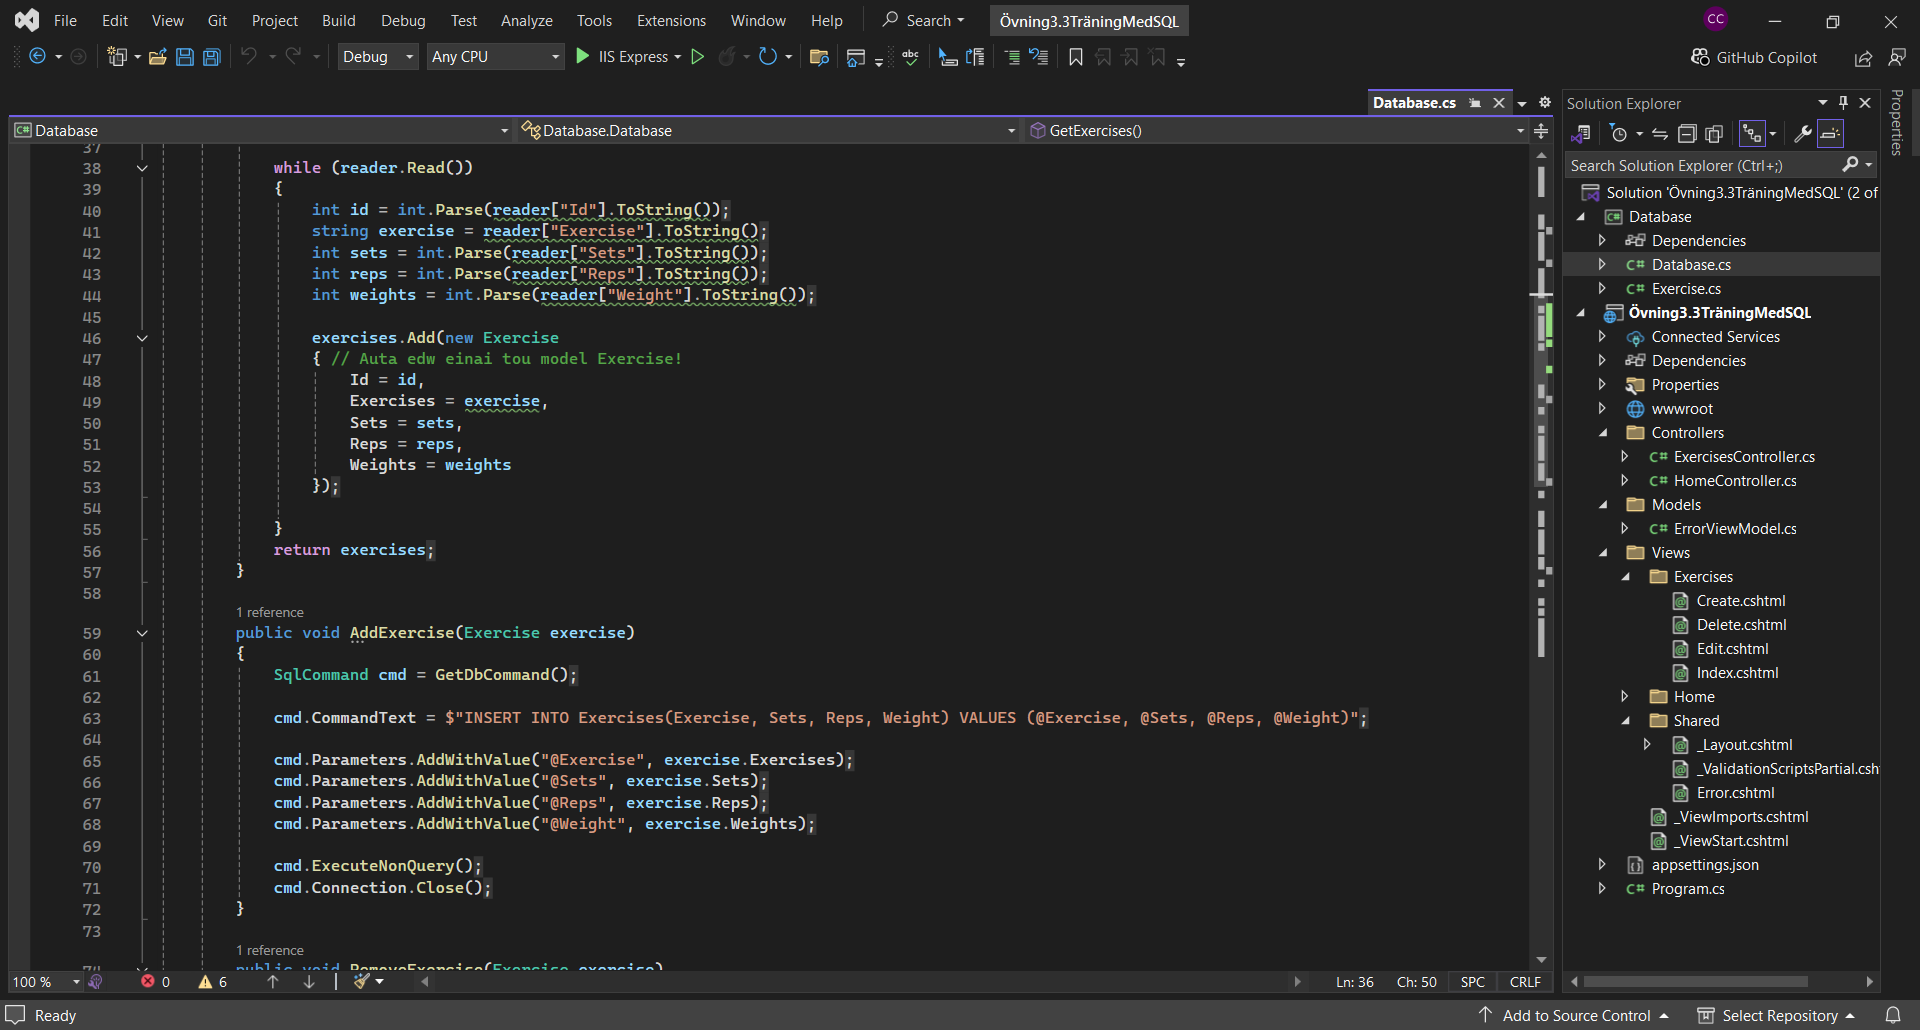 File Edit View Git Project Build Debug Test Analyze Tools Extensions Window Help Search Övning3.3TräningMedSQL CC
Debug Any CPU IIS Express abc GitHub Copilot
Database.cs
Database Database.Database GetExercises()
37
38 while (reader.Read())
39 {
40 int id = int.Parse(reader["Id"].ToString());
41 string exercise = reader["Exercise"].ToString();
42 int sets = int.Parse(reader["Sets"].ToString());
43 int reps = int.Parse(reader["Reps"].ToString());
44 int weights = int.Parse(reader["Weight"].ToString());
45
46 exercises.Add(new Exercise
47 { // Auta edw einai tou model Exercise!
48 Id = id,
49 Exercises = exercise,
50 Sets = sets,
51 Reps = reps,
52 Weights = weights
53 });
54
55 }
56 return exercises;
57 }
58
1 reference
59 public void AddExercise(Exercise exercise)
60 {
61 SqlCommand cmd = GetDbCommand();
62
63 cmd.CommandText = $"INSERT INTO Exercises(Exercise, Sets, Reps, Weight) VALUES (@Exercise, @Sets, @Reps, @Weight)";
64
65 cmd.Parameters.AddWithValue("@Exercise", exercise.Exercises);
66 cmd.Parameters.AddWithValue("@Sets", exercise.Sets);
67 cmd.Parameters.AddWithValue("@Reps", exercise.Reps);
68 cmd.Parameters.AddWithValue("@Weight", exercise.Weights);
69
70 cmd.ExecuteNonQuery();
71 cmd.Connection.Close();
72 }
73
1 reference
74 public void RemoveExercise(Exercise exercise)
100 % 0 6 Ln: 36 Ch: 50 SPC CRLF
Solution Explorer
Search Solution Explorer (Ctrl+;)
Solution 'Övning3.3TräningMedSQL' (2 of
C# Database
Dependencies
C# Database.cs
C# Exercise.cs
Övning3.3TräningMedSQL
Connected Services
Dependencies
Properties
wwwroot
Controllers
C# ExercisesController.cs
C# HomeController.cs
Models
C# ErrorViewModel.cs
Views
Exercises
Create.cshtml
Delete.cshtml
Edit.cshtml
Index.cshtml
Home
Shared
_Layout.cshtml
_ValidationScriptsPartial.csh
Error.cshtml
_ViewImports.cshtml
_ViewStart.cshtml
appsettings.json
C# Program.cs
Properties
Ready Add to Source Control Select Repository